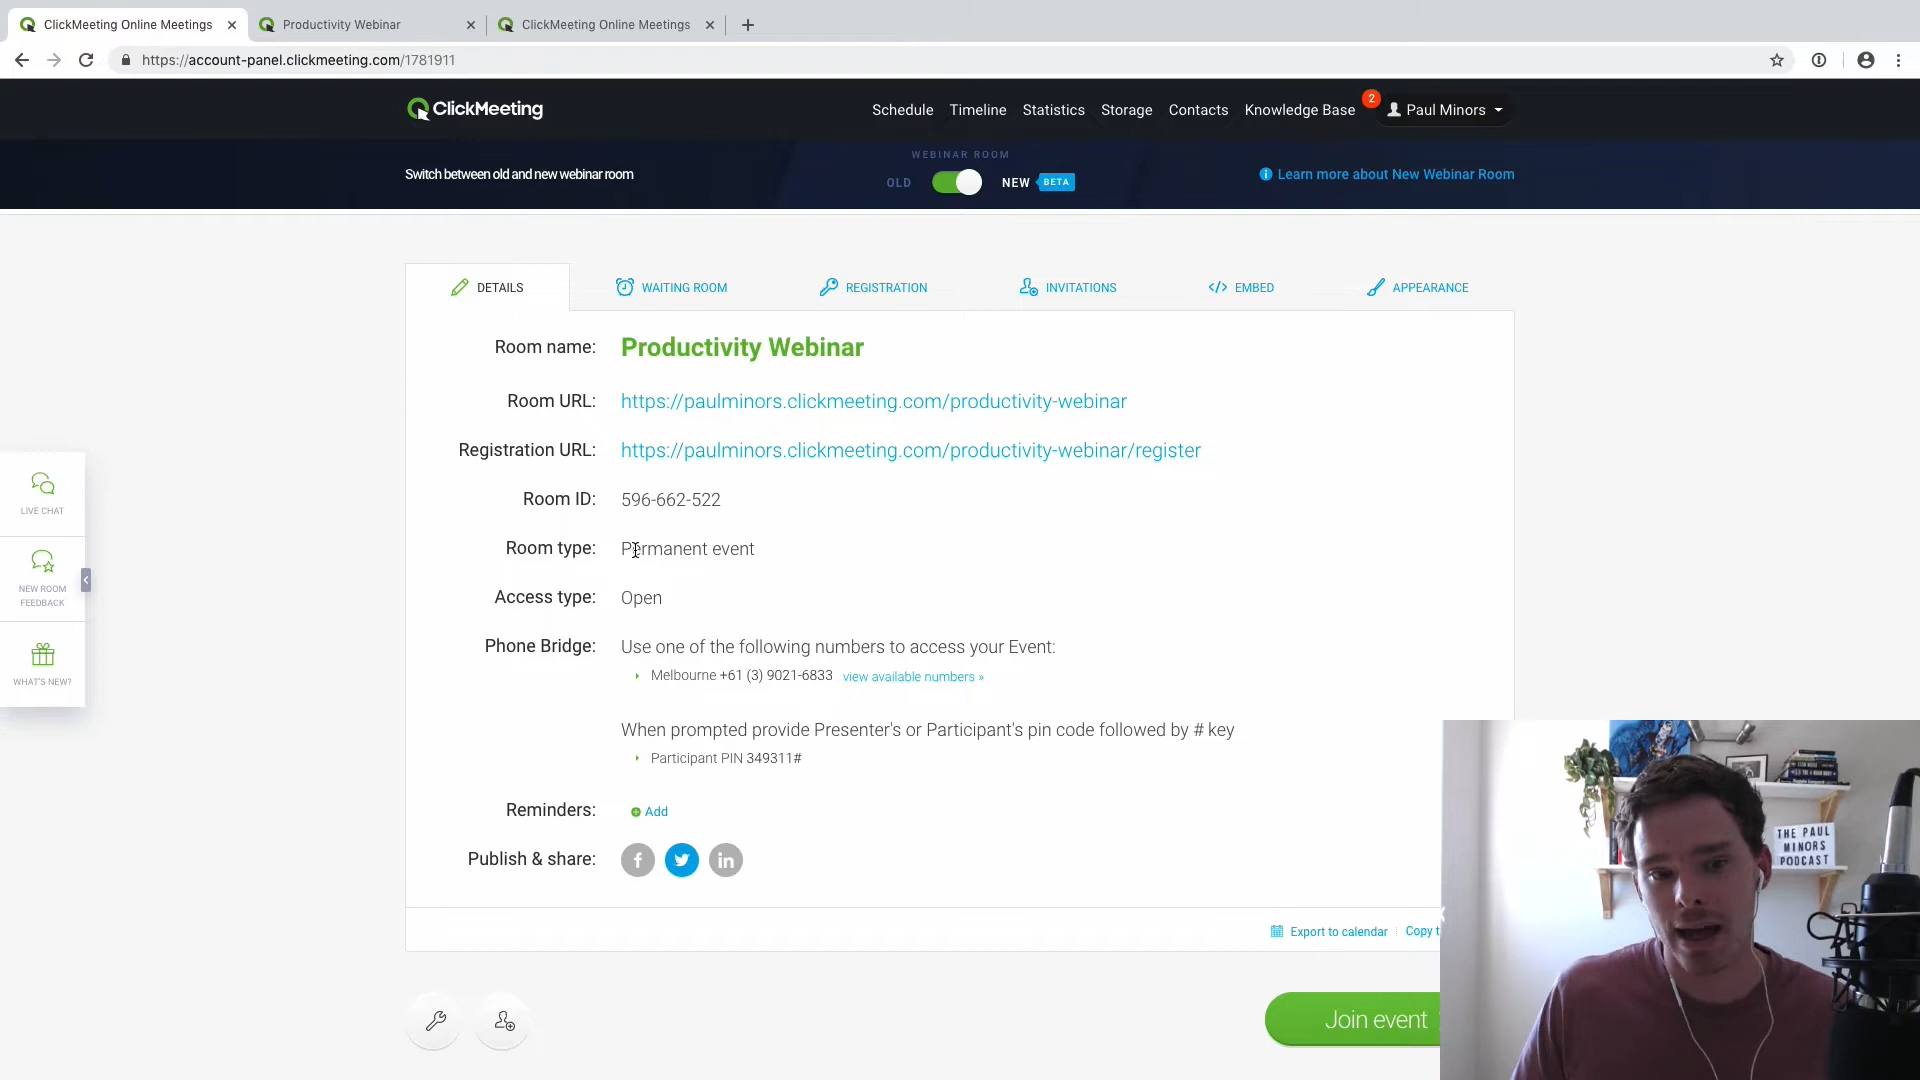 ClickMeeting Online Meetings
Productivity Webinar
ClickMeeting Online Meetings
https://account-panel.clickmeeting.com/1781911
ClickMeeting
Schedule Timeline Statistics Storage Contacts Knowledge Base 2 Paul Minors
Switch between old and new webinar room
WEBINAR ROOM
OLD NEW BETA
Learn more about New Webinar Room
DETAILS WAITING ROOM REGISTRATION INVITATIONS EMBED APPEARANCE
Room name: Productivity Webinar
Room URL: https://paulminors.clickmeeting.com/productivity-webinar
Registration URL: https://paulminors.clickmeeting.com/productivity-webinar/register
Room ID: 596-662-522
Room type: Permanent event
Access type: Open
Phone Bridge: Use one of the following numbers to access your Event:
Melbourne +61 (3) 9021-6833 view available numbers »
When prompted provide Presenter's or Participant's pin code followed by # key
Participant PIN 349311#
Reminders: Add
Publish & share:
Export to calendar Copy t
Join event
LIVE CHAT
NEW ROOM
FEEDBACK
WHAT'S NEW?
THE PAUL
MINORS
PODCAST